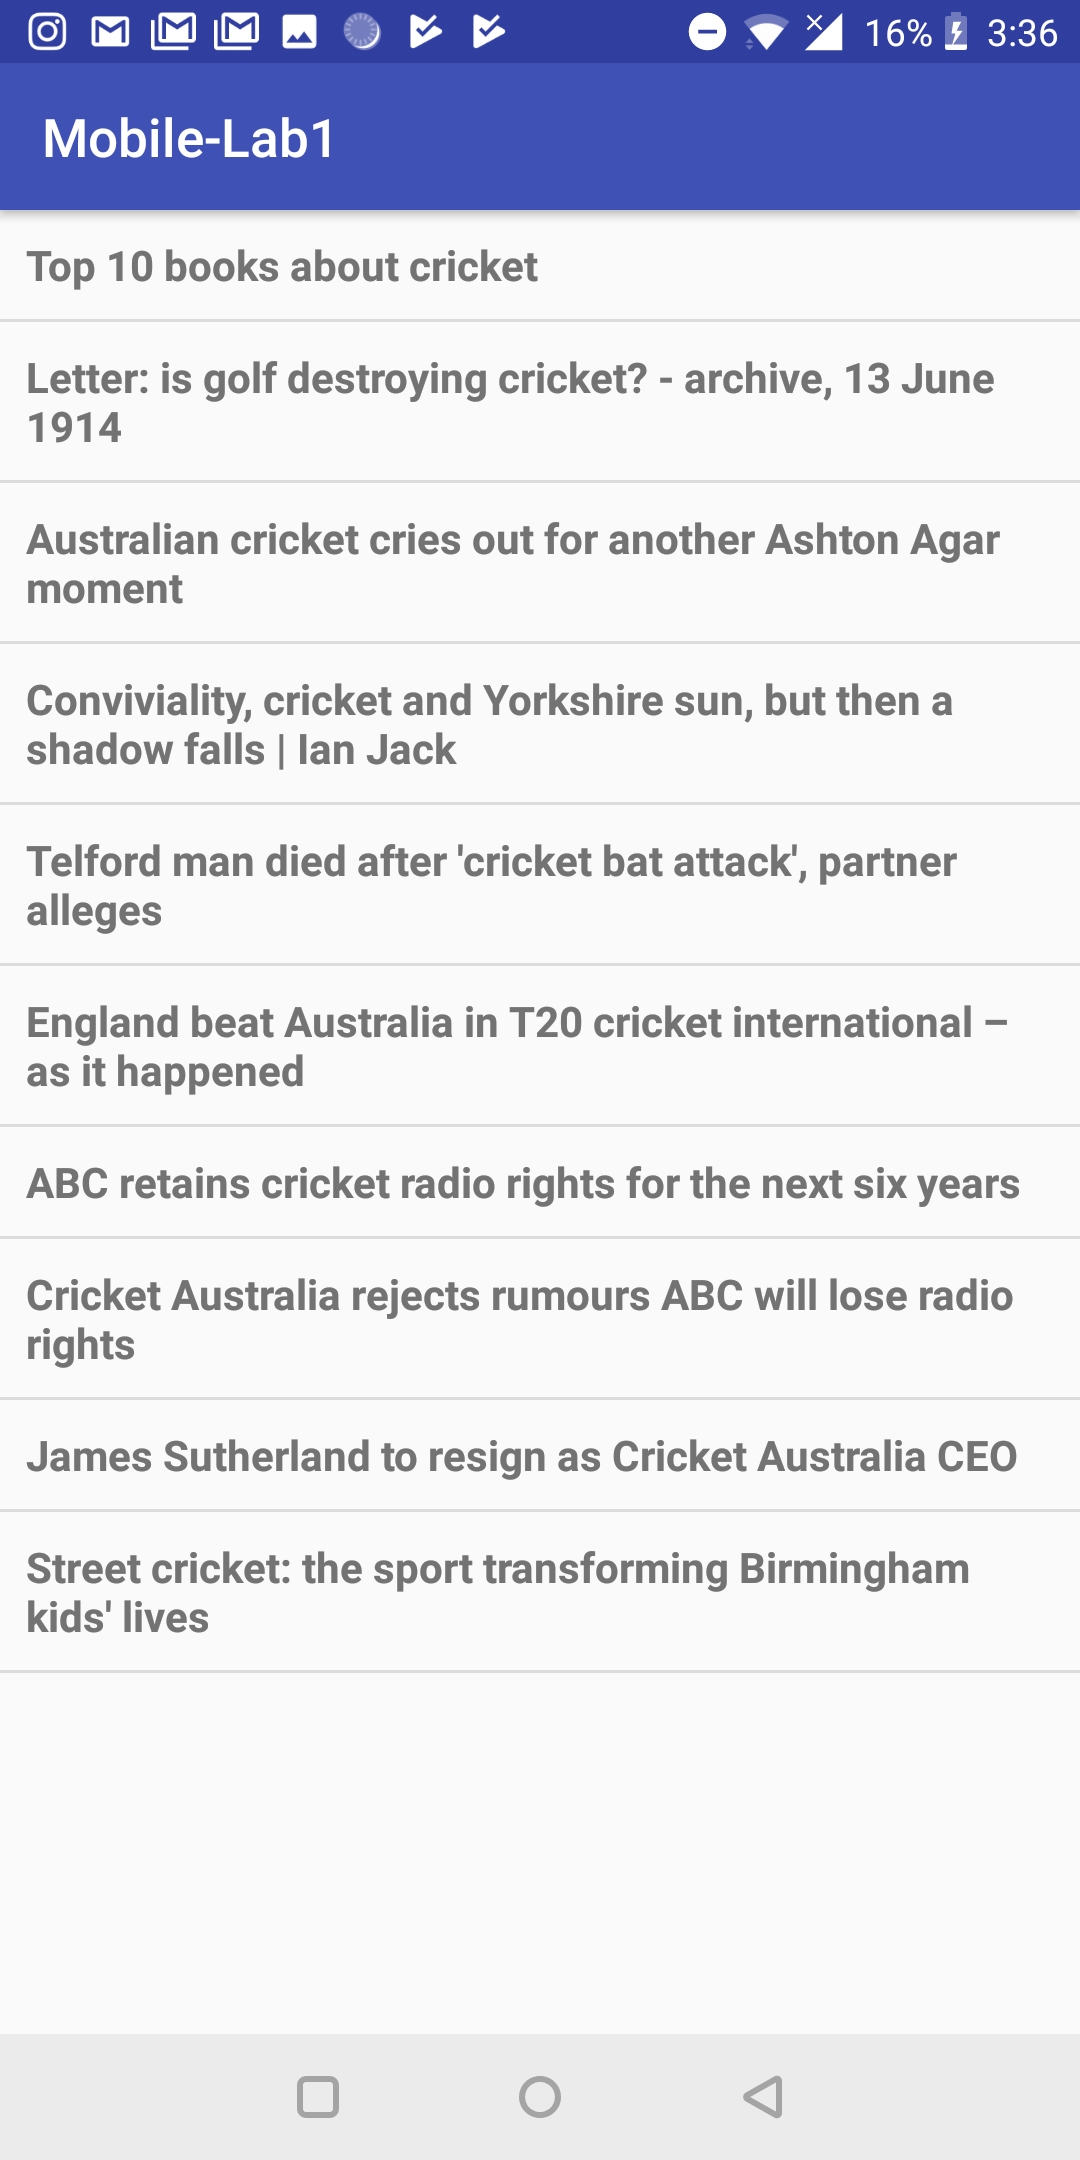 16% 3:36
Mobile-Lab1
Top 10 books about cricket
Letter: is golf destroying cricket? - archive, 13 June
1914
Australian cricket cries out for another Ashton Agar
moment
Conviviality, cricket and Yorkshire sun, but then a
shadow falls | Ian Jack
Telford man died after 'cricket bat attack', partner
alleges
England beat Australia in T20 cricket international –
as it happened
ABC retains cricket radio rights for the next six years
Cricket Australia rejects rumours ABC will lose radio
rights
James Sutherland to resign as Cricket Australia CEO
Street cricket: the sport transforming Birmingham
kids' lives